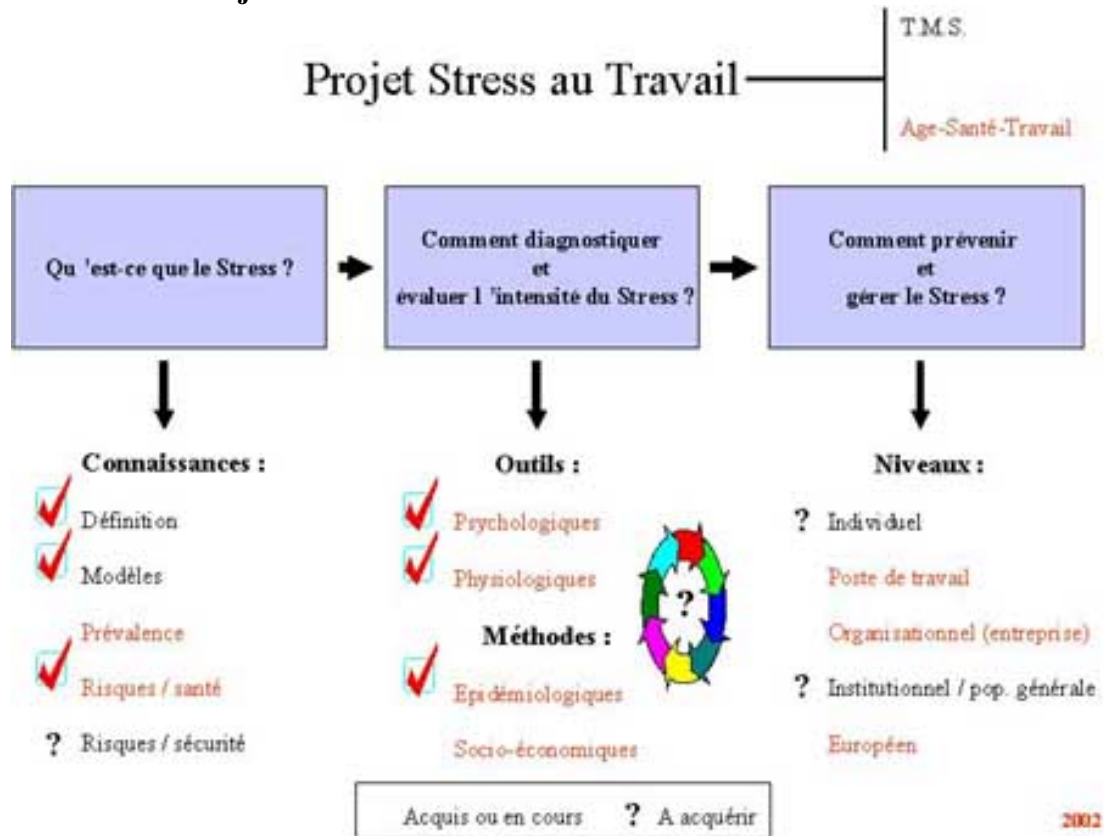 T.M.S.
Projet Stress au Travail
Age-Santé-Travail
Qu 'est-ce que le Stress ?
Comment diagnostiquer
et
évaluer l 'intensité du Stress ?
Comment prévenir
et
gérer le Stress ?
Connaissances :
Définition
Modèles
Prévalence
Risques / santé
? Risques / sécurité
Outils :
Psychologiques
Physiologiques
?
Méthodes :
Epidémiologiques
Socio-économiques
Niveaux :
? Individuel
Poste de travail
Organisationnel (entreprise)
? Institutionnel / pop. générale
Européen
Acquis ou en cours ? A acquérir
2002